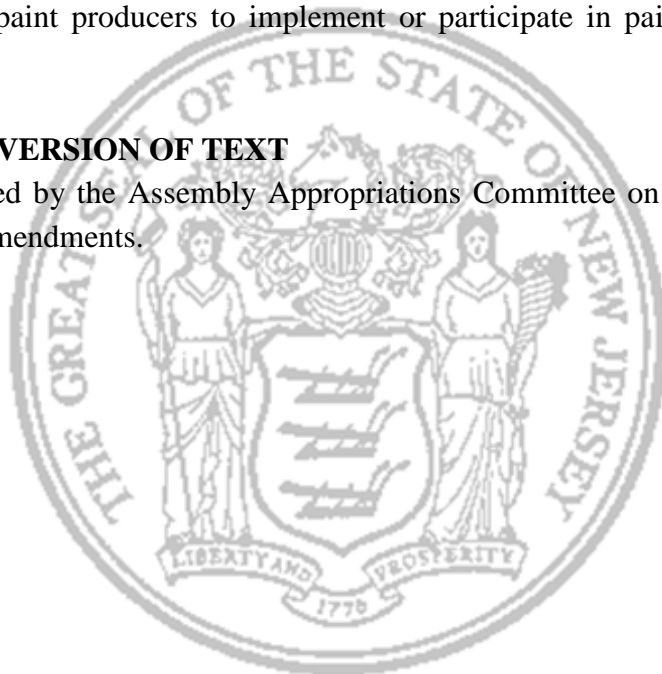 paint producers to implement or participate in pai
THE GREAT SEAL OF THE STATE OF NEW JERSEY
VERSION OF TEXT
ed by the Assembly Appropriations Committee on
mendments.
LIBERTY AND PROSPERITY
1776